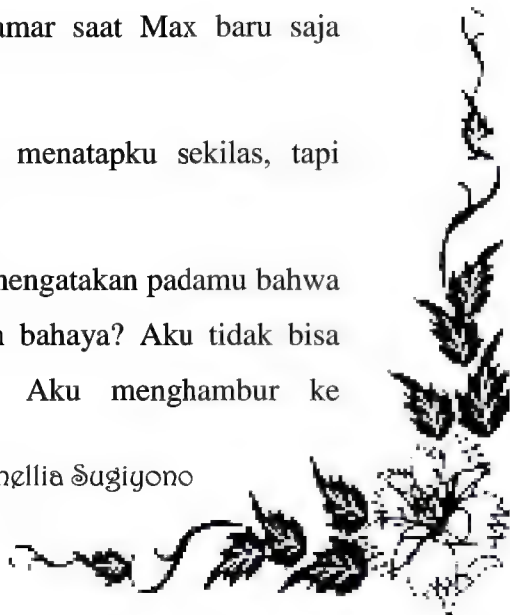 amar saat Max baru saja
menatapku sekilas, tapi
mengatakan padamu bahwa
bahaya? Aku tidak bisa
Aku menghambur ke
nellia Sugiyono